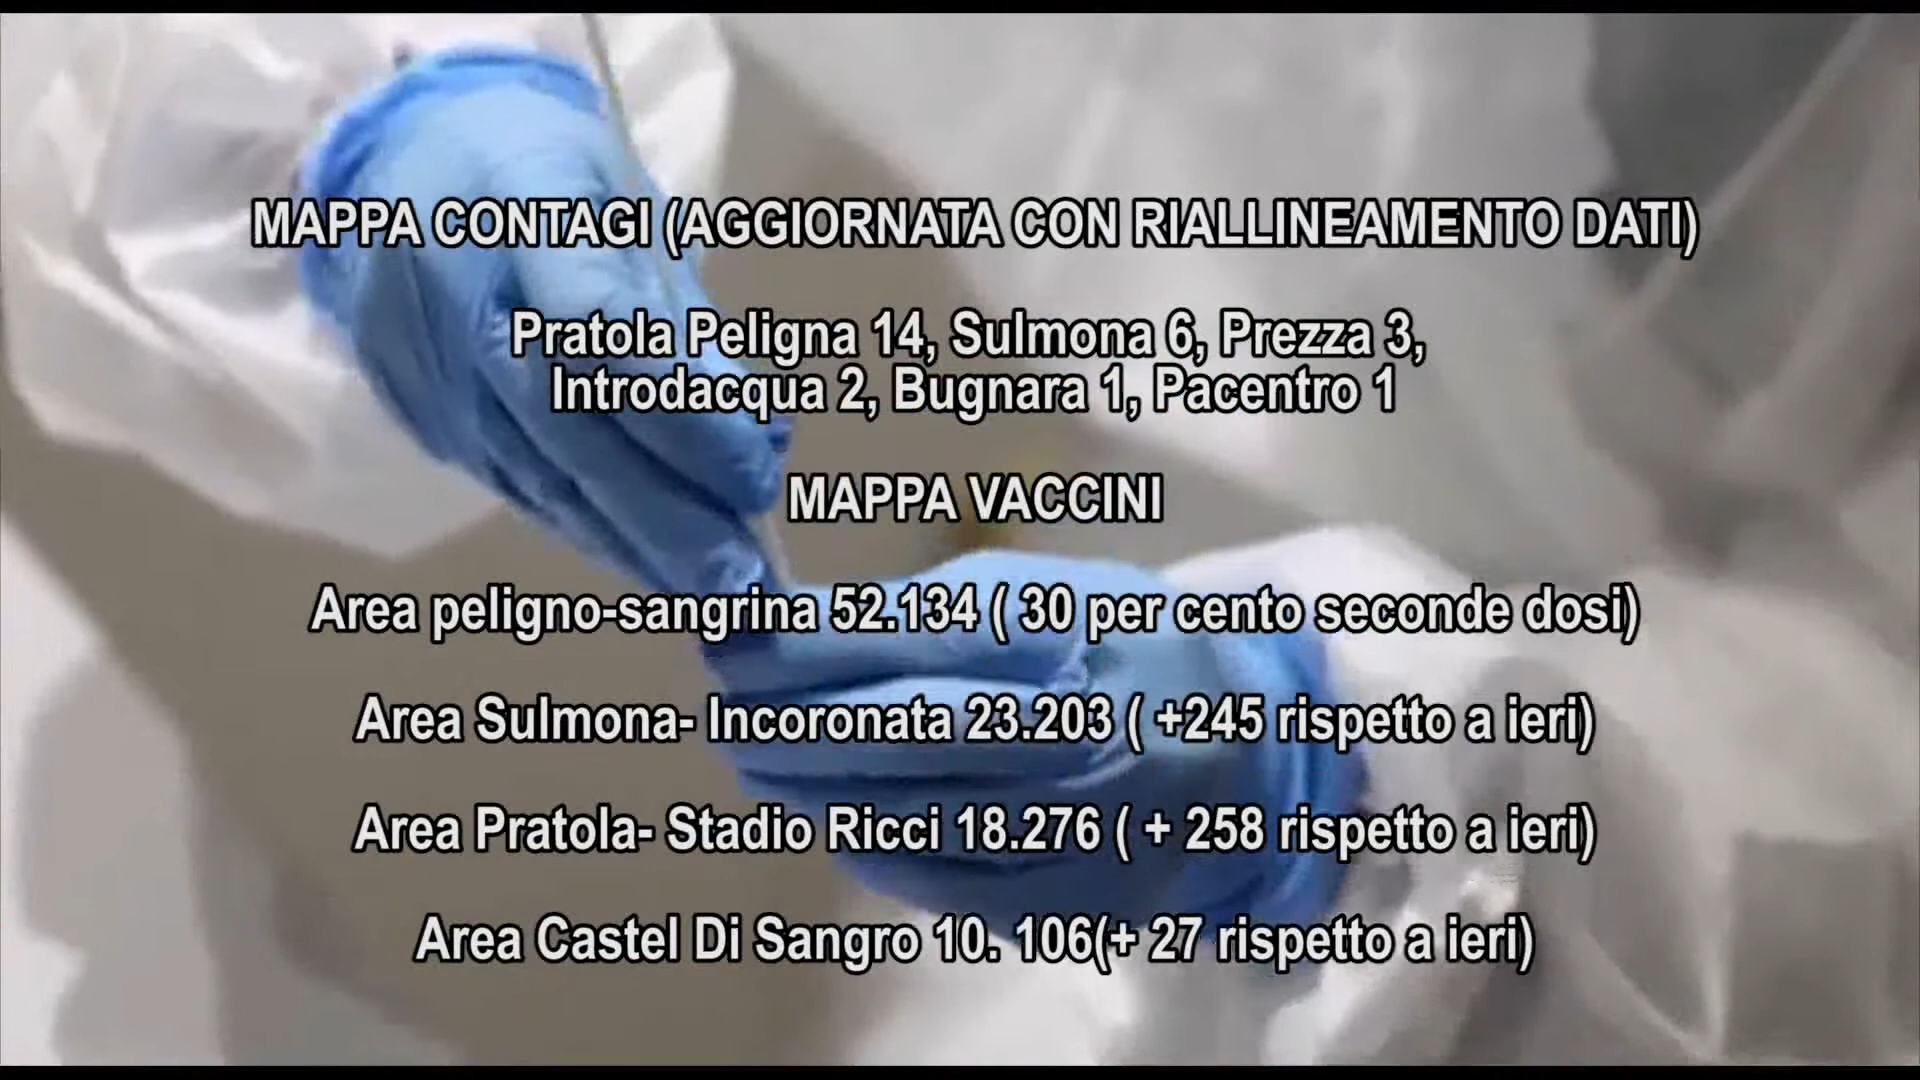 MAPPA CONTAGI (AGGIORNATA CON RIALLINEAMENTO DATI)
Pratola Peligna 14, Sulmona 6, Prezza 3,
Introdacqua 2, Bugnara 1, Pacentro 1
MAPPA VACCINI
Area peligno-sangrina 52.134 ( 30 per cento seconde dosi)
Area Sulmona- Incoronata 23.203 ( +245 rispetto a ieri)
Area Pratola- Stadio Ricci 18.276 ( + 258 rispetto a ieri)
Area Castel Di Sangro 10. 106(+ 27 rispetto a ieri)